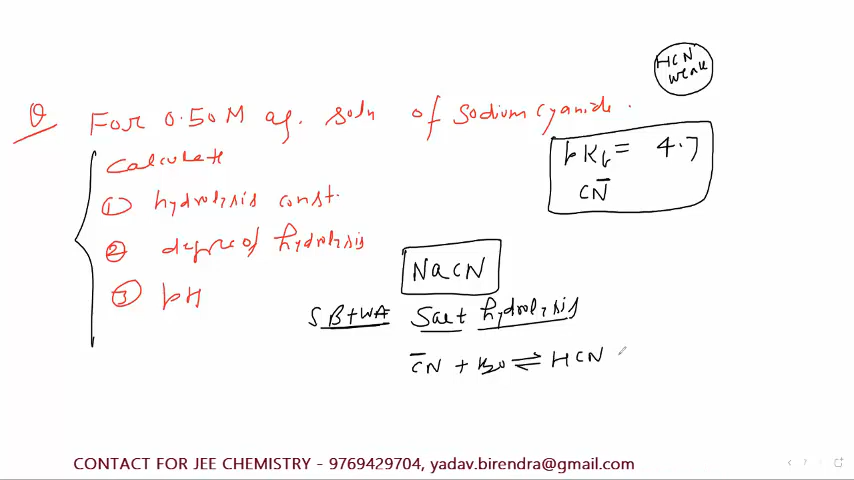 HCN
weak
Q For 0.50M aq. soln of Sodium cyanide.
Calculate
pKb = 4.7
CN⁻
① hydrolysis const.
② degree of hydrolysis
③ pH
NaCN
SB+WA Salt hydrolysis
C̄N + H2O ⇌ HCN
CONTACT FOR JEE CHEMISTRY - 9769429704, yadav.birendra@gmail.com